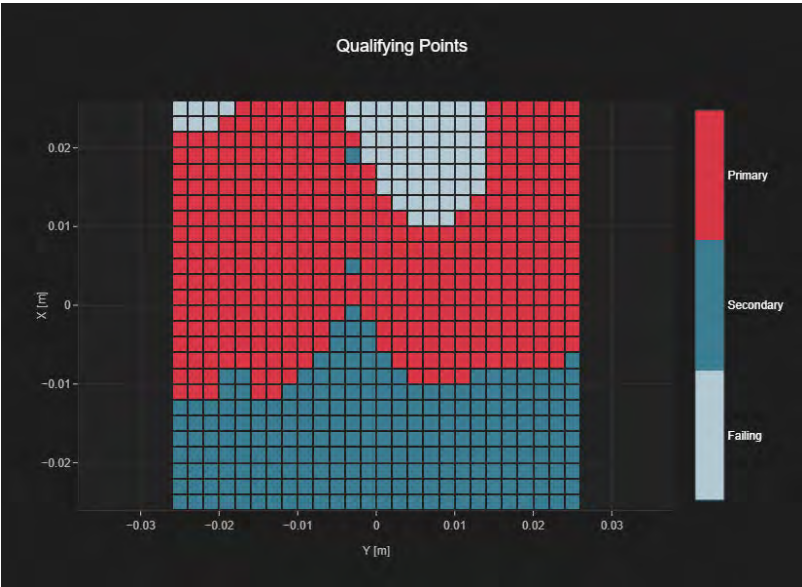 Qualifying Points
0.02
0.01
0
−0.01
−0.02
X [m]
−0.03
−0.02
−0.01
0
0.01
0.02
0.03
Y [m]
Primary
Secondary
Failing